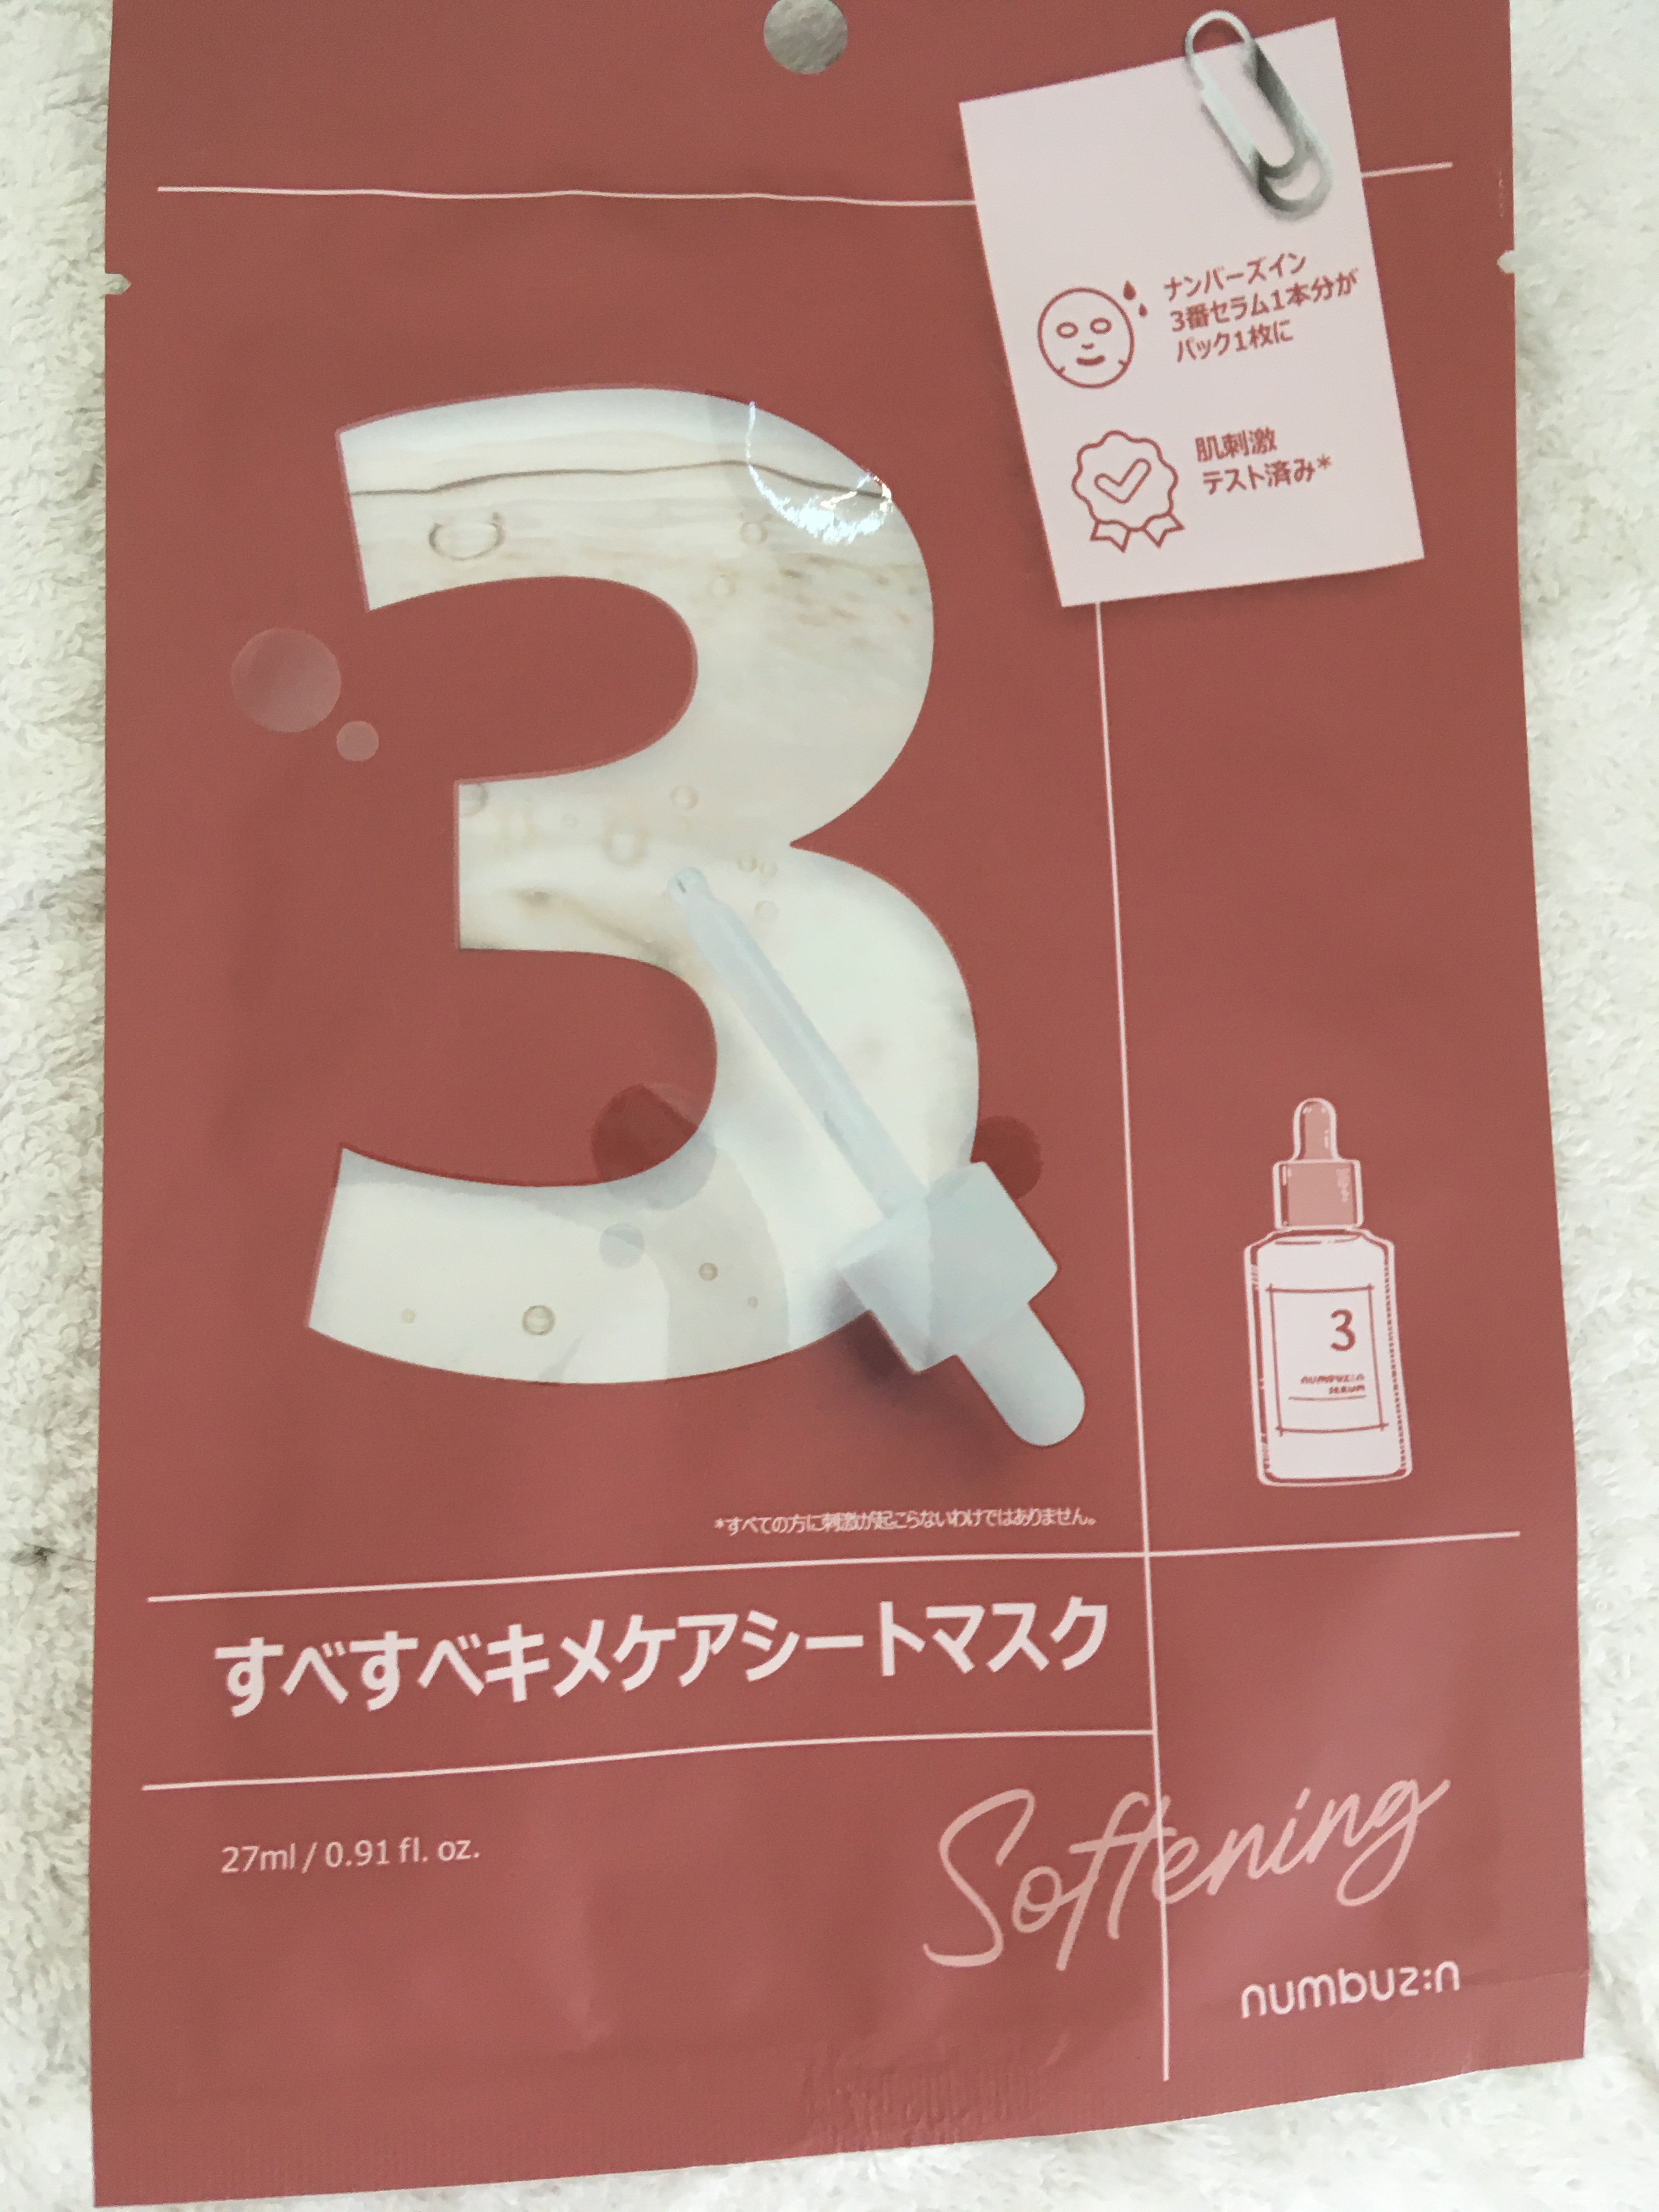 ナンバーズイン
3番セラム1本分が
パック1枚に
肌刺激
テスト済み*
3
3
numbuz:n
serum
*すべての方に刺激が起こらないわけではありません。
すべすべキメケアシートマスク
27ml / 0.91 fl. oz.
Softening
numbuz:n